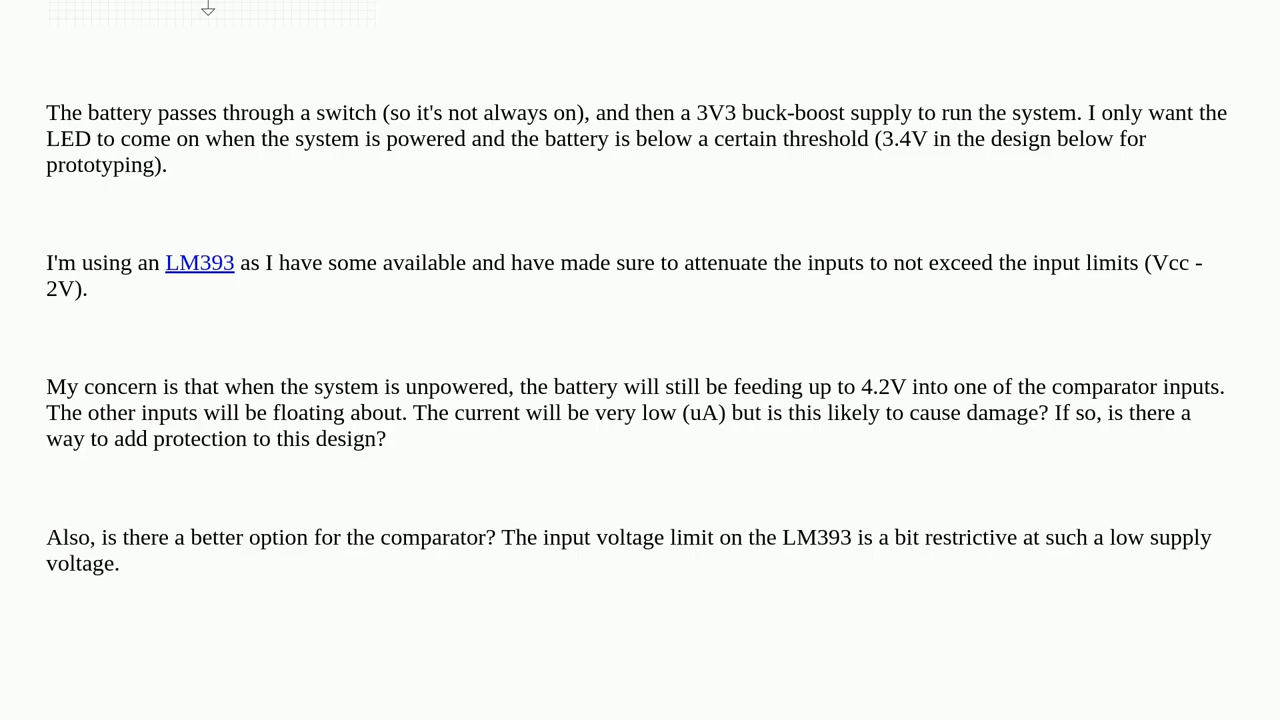 The battery passes through a switch (so it's not always on), and then a 3V3 buck-boost supply to run the system. I only want the
LED to come on when the system is powered and the battery is below a certain threshold (3.4V in the design below for
prototyping).
I'm using an LM393 as I have some available and have made sure to attenuate the inputs to not exceed the input limits (Vcc -
2V).
My concern is that when the system is unpowered, the battery will still be feeding up to 4.2V into one of the comparator inputs.
The other inputs will be floating about. The current will be very low (uA) but is this likely to cause damage? If so, is there a
way to add protection to this design?
Also, is there a better option for the comparator? The input voltage limit on the LM393 is a bit restrictive at such a low supply
voltage.